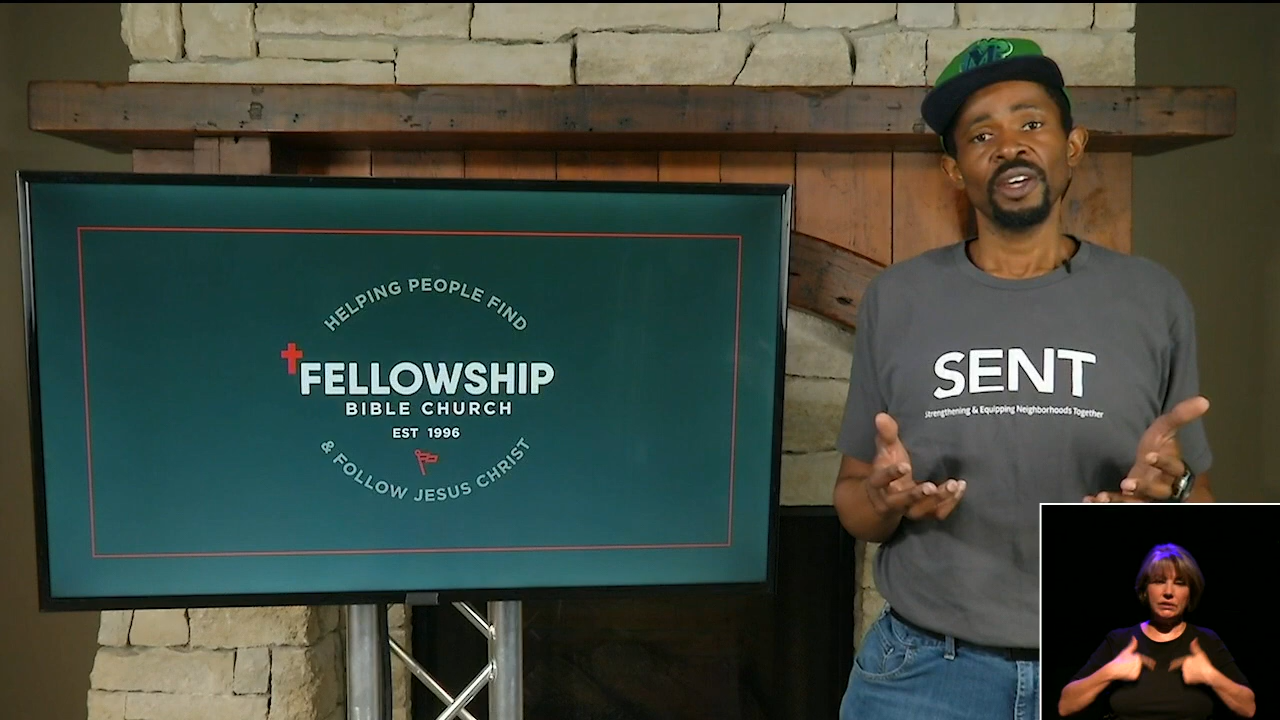 HELPING PEOPLE FIND
FELLOWSHIP
BIBLE CHURCH
EST 1996
& FOLLOW JESUS CHRIST
M
SENT
Strengthening & Equipping Neighborhoods Together